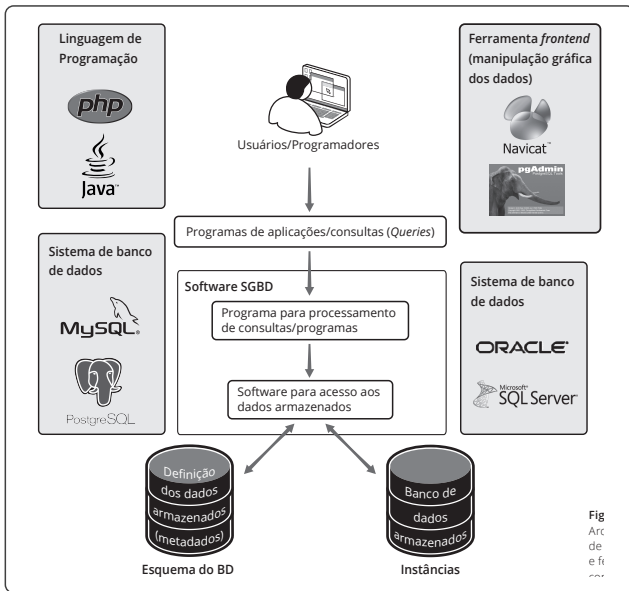 Linguagem de
Programação
php
Java™
Usuários/Programadores
Ferramenta frontend
(manipulação gráfica
dos dados)
Navicat™
pgAdmin
Programas de aplicações/consultas (Queries)
Sistema de banco
de dados
MySQL®
PostgreSQL
Software SGBD
Programa para processamento
de consultas/programas
Software para acesso aos
dados armazenados
Sistema de banco
de dados
ORACLE®
Microsoft®
SQL Server®
Definição
dos dados
armazenados
(metadados)
Esquema do BD
Banco de
dados
armazenados
Instâncias
Fig
Arc
de
e fe